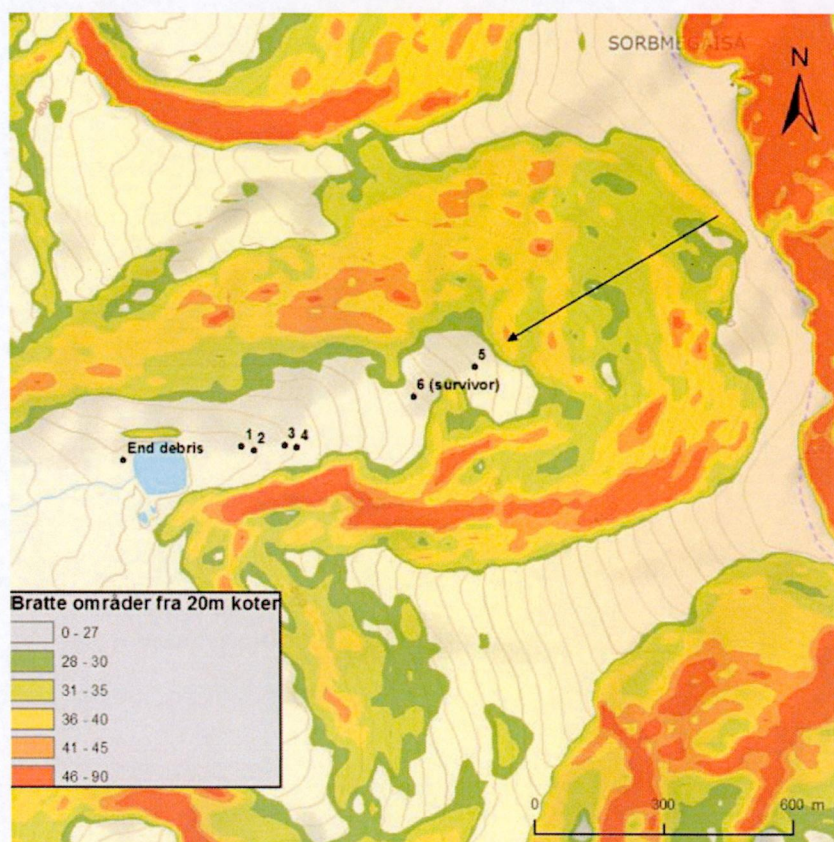 SORBMEGAISA
N
5
6 (survivor)
1
2
3
4
End debris
Bratte områder fra 20m koter
0 - 27
28 - 30
31 - 35
36 - 40
41 - 45
46 - 90
0 300 600 m